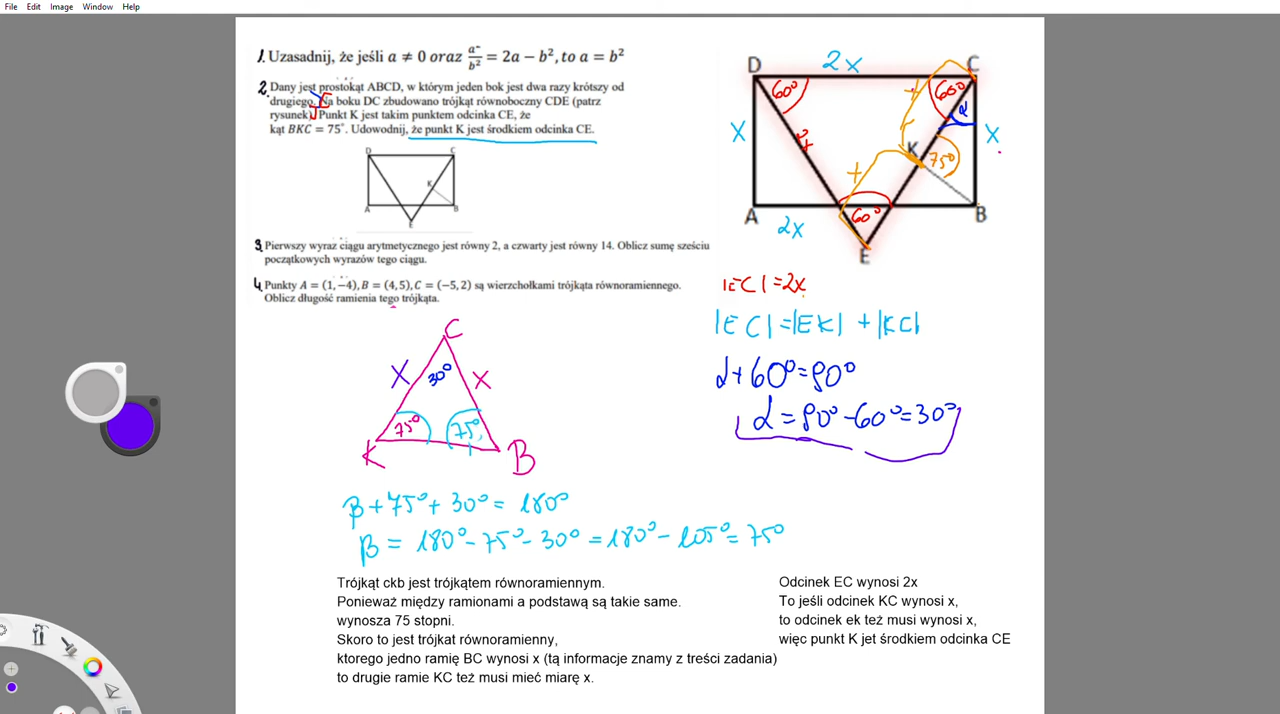 File Edit Image Window Help
1. Uzasadnij, że jeśli a ≠ 0 oraz a²/b² = 2a − b², to a = b²
2. Dany jest prostokąt ABCD, w którym jeden bok jest dwa razy krótszy od
drugiego. Na boku DC zbudowano trójkąt równoboczny CDE (patrz
rysunek). Punkt K jest takim punktem odcinka CE, że
kąt BKC = 75°. Udowodnij, że punkt K jest środkiem odcinka CE.
D C
K
A B
E
3. Pierwszy wyraz ciągu arytmetycznego jest równy 2, a czwarty jest równy 14. Oblicz sumę sześciu
początkowych wyrazów tego ciągu.
4. Punkty A = (1, −4), B = (4, 5), C = (−5, 2) są wierzchołkami trójkąta równoramiennego.
Oblicz długość ramienia tego trójkąta.
D 2x C
60° 60°
α
x x
K 75°
x
A 2x 60° B
E
|EC|=2x
|EC|=|EK| + |KC|
α+60°=90°
α=90°-60°=30°
C
x 30° x
75° 75°
K B
β+75°+30°=180°
β=180°-75°-30°=180°-105°=75°
Trójkąt ckb jest trójkątem równoramiennym.
Ponieważ między ramionami a podstawą są takie same.
wynosza 75 stopni.
Skoro to jest trójkat równoramienny,
ktorego jedno ramię BC wynosi x (tą informacje znamy z treści zadania)
to drugie ramie KC też musi mieć miarę x.
Odcinek EC wynosi 2x
To jeśli odcinek KC wynosi x,
to odcinek ek też musi wynosi x,
więc punkt K jet środkiem odcinka CE